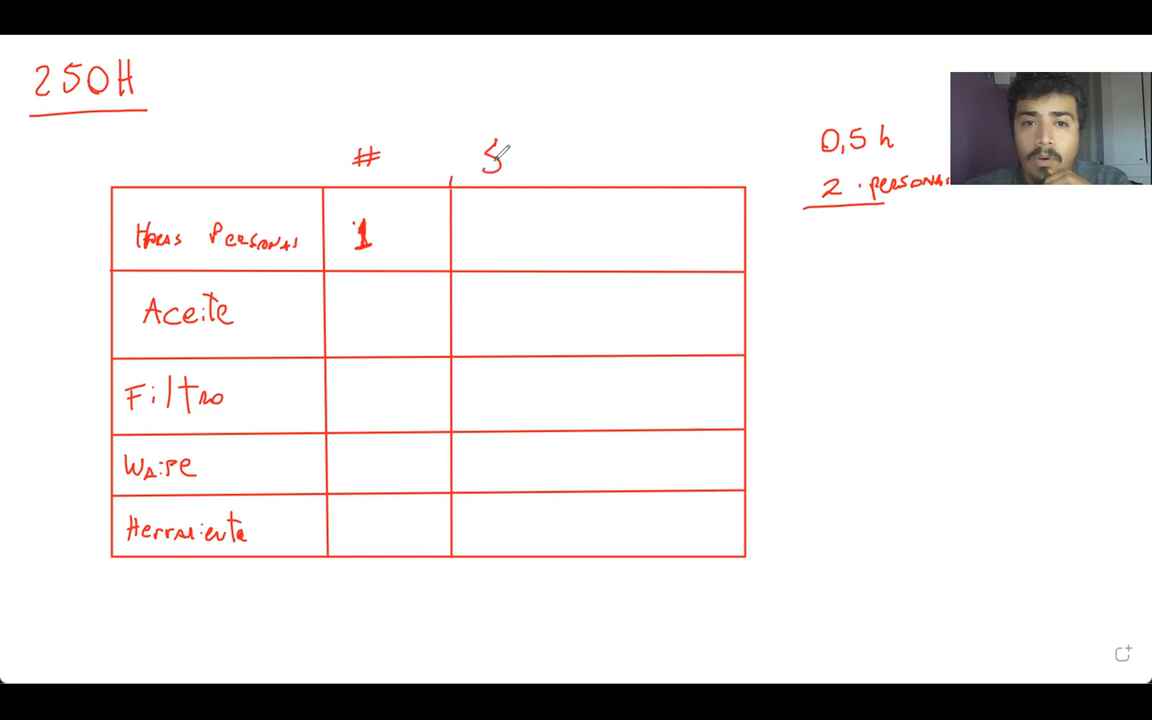 250H
# $
0,5 h
2 . PERSONAS
Horas Personas 1
Aceite
Filtro
Waipe
Herramienta